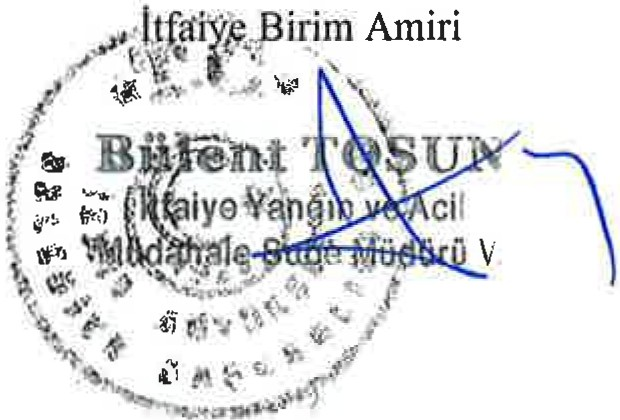 İtfaiye Birim Amiri
Bülent TOSUN
İtfaiye Yangın ve Acil
Müdahale Şube Müdürü V.